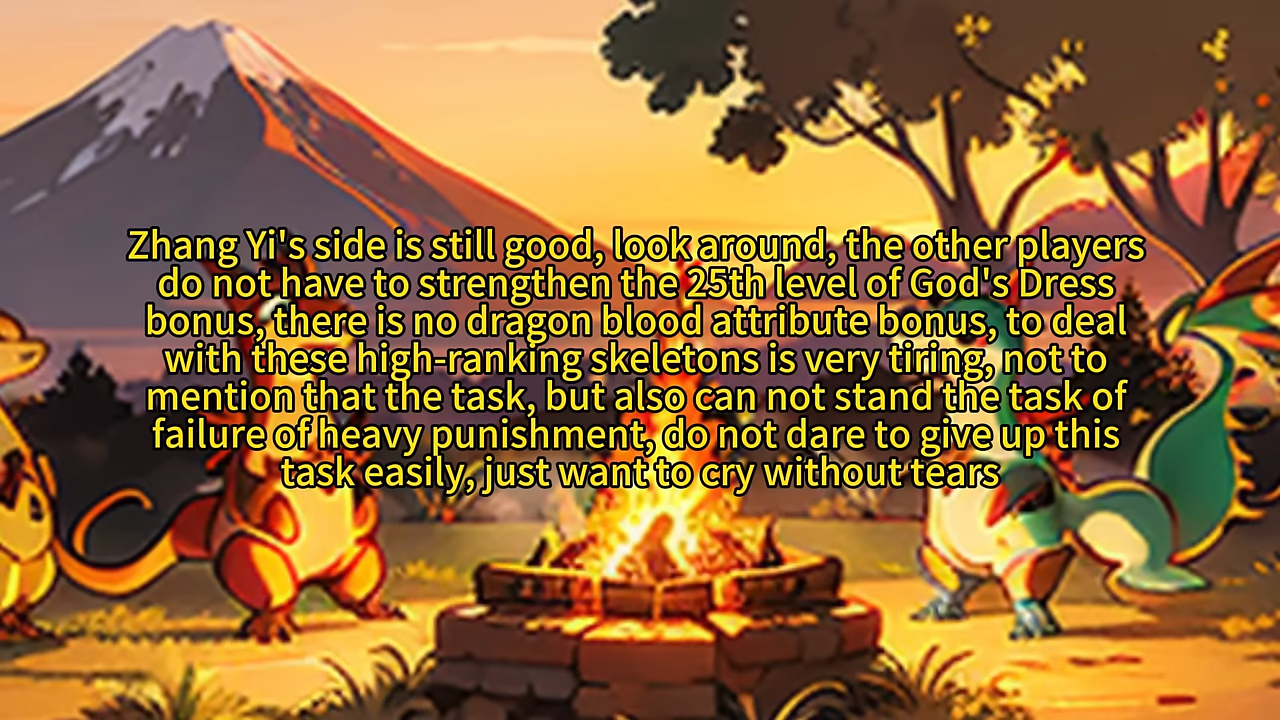 Zhang Yi's side is still good, look around, the other players
do not have to strengthen the 25th level of God's Dress
bonus, there is no dragon blood attribute bonus, to deal
with these high-ranking skeletons is very tiring, not to
mention that the task, but also can not stand the task of
failure of heavy punishment, do not dare to give up this
task easily, just want to cry without tears